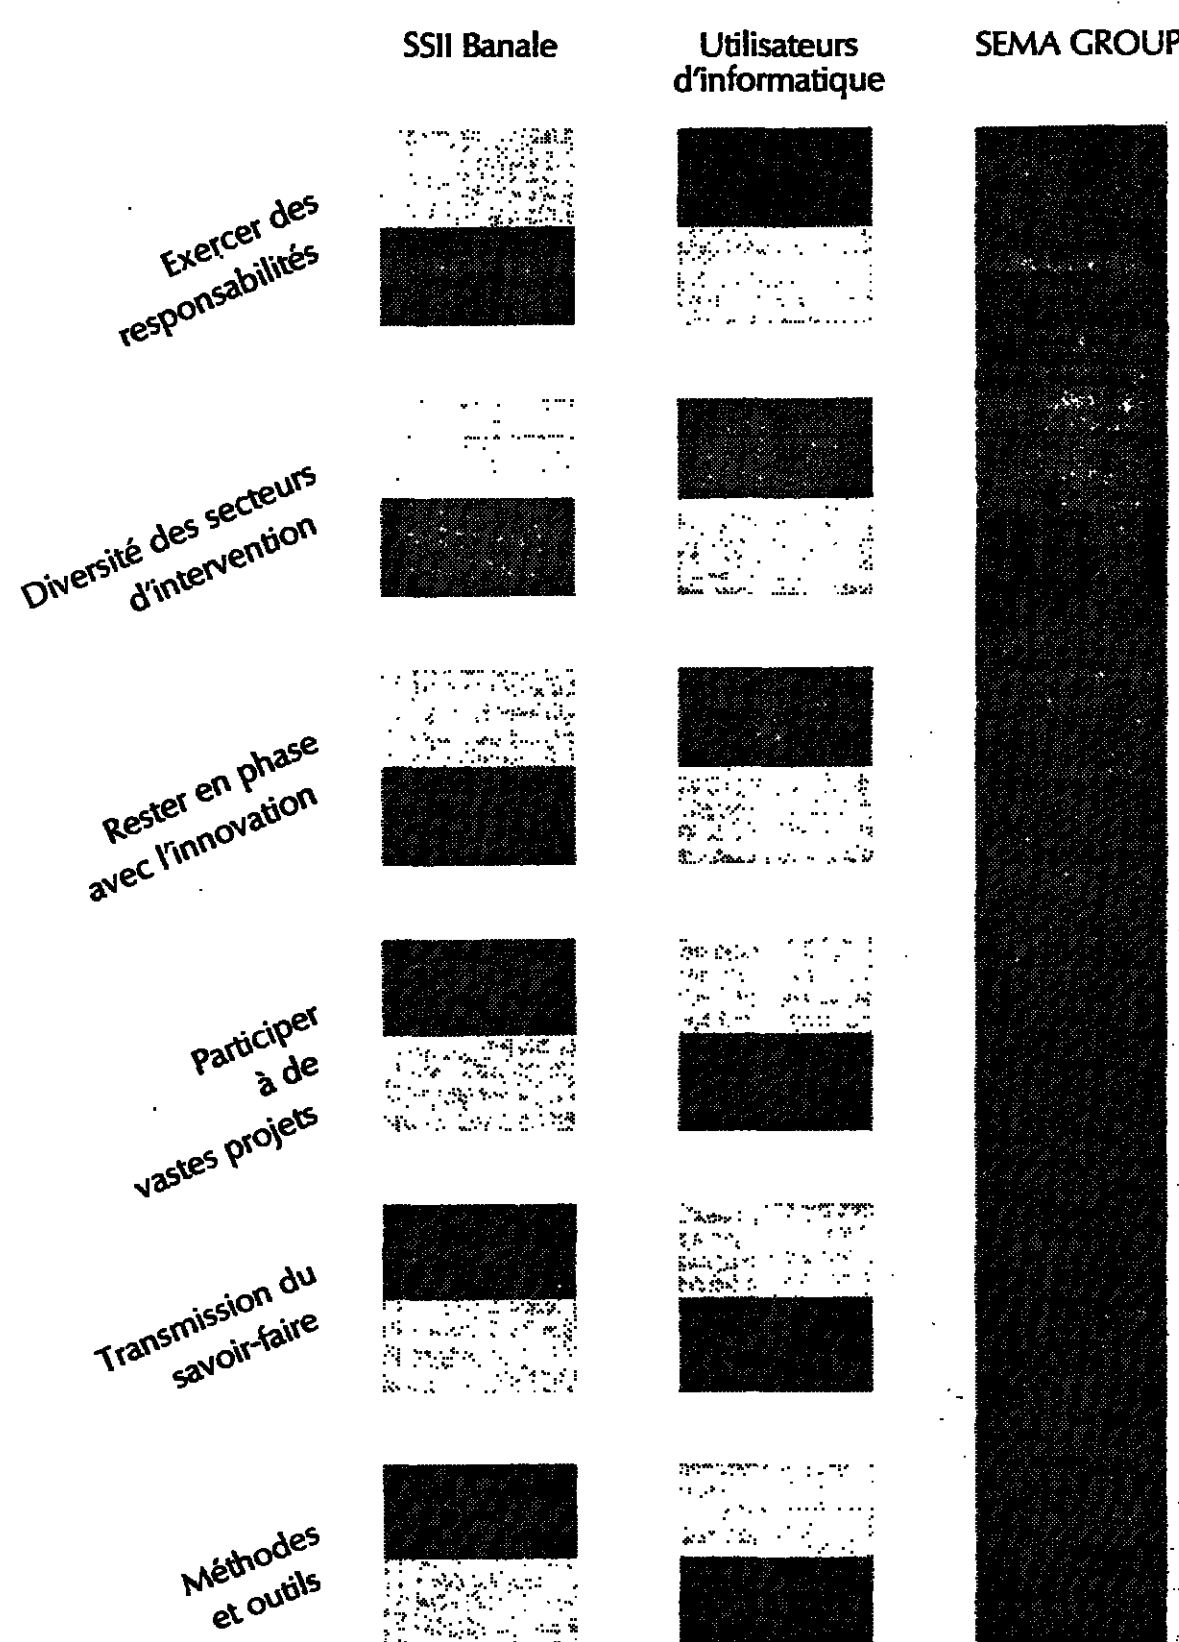 SSII Banale
Utilisateurs
d'informatique
SEMA GROUP
Exercer des
responsabilités
Diversité des secteurs
d'intervention
Rester en phase
avec l'innovation
Participer
à de
vastes projets
Transmission du
savoir-faire
Méthodes
et outils